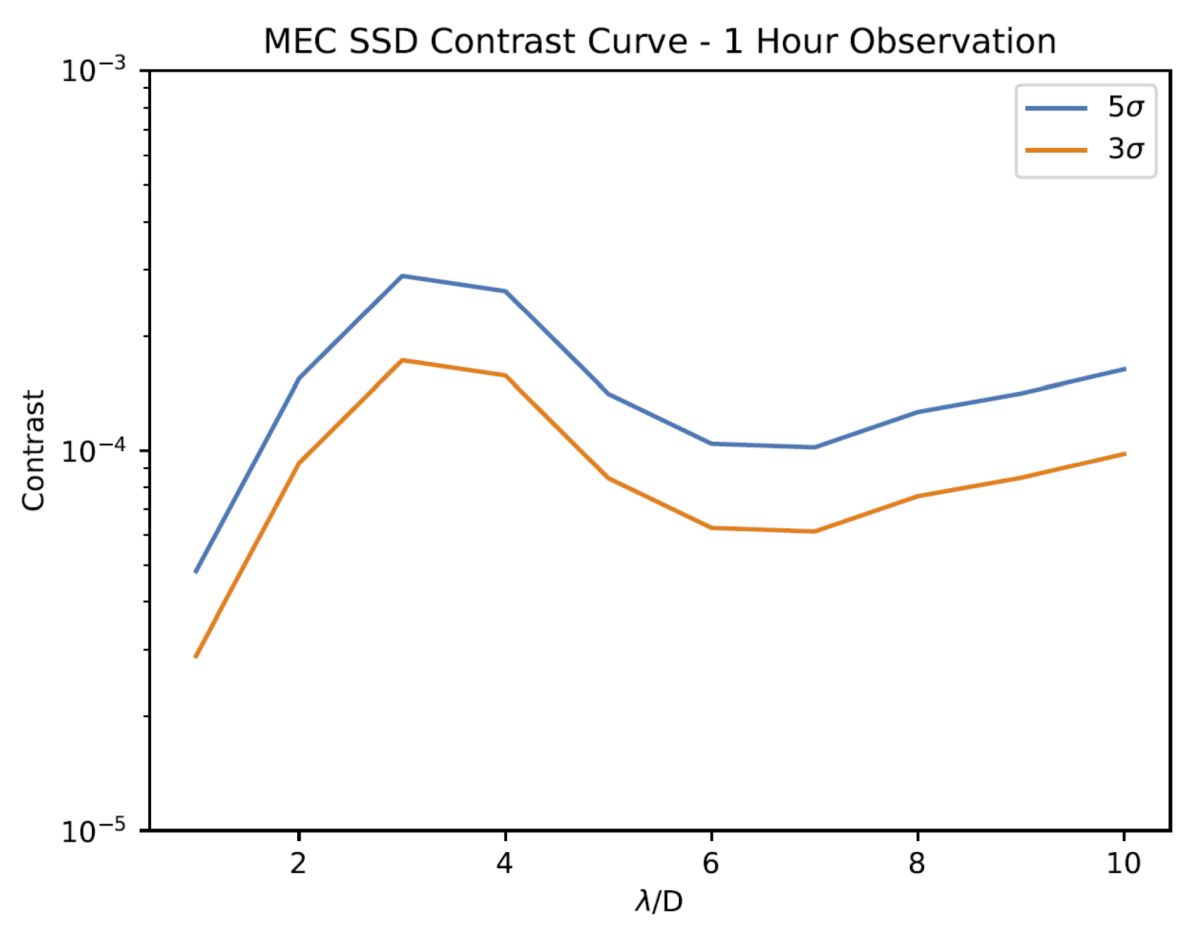 MEC SSD Contrast Curve - 1 Hour Observation
10⁻³
5σ
3σ
Contrast
10⁻⁴
10⁻⁵
2 4 6 8 10
λ/D